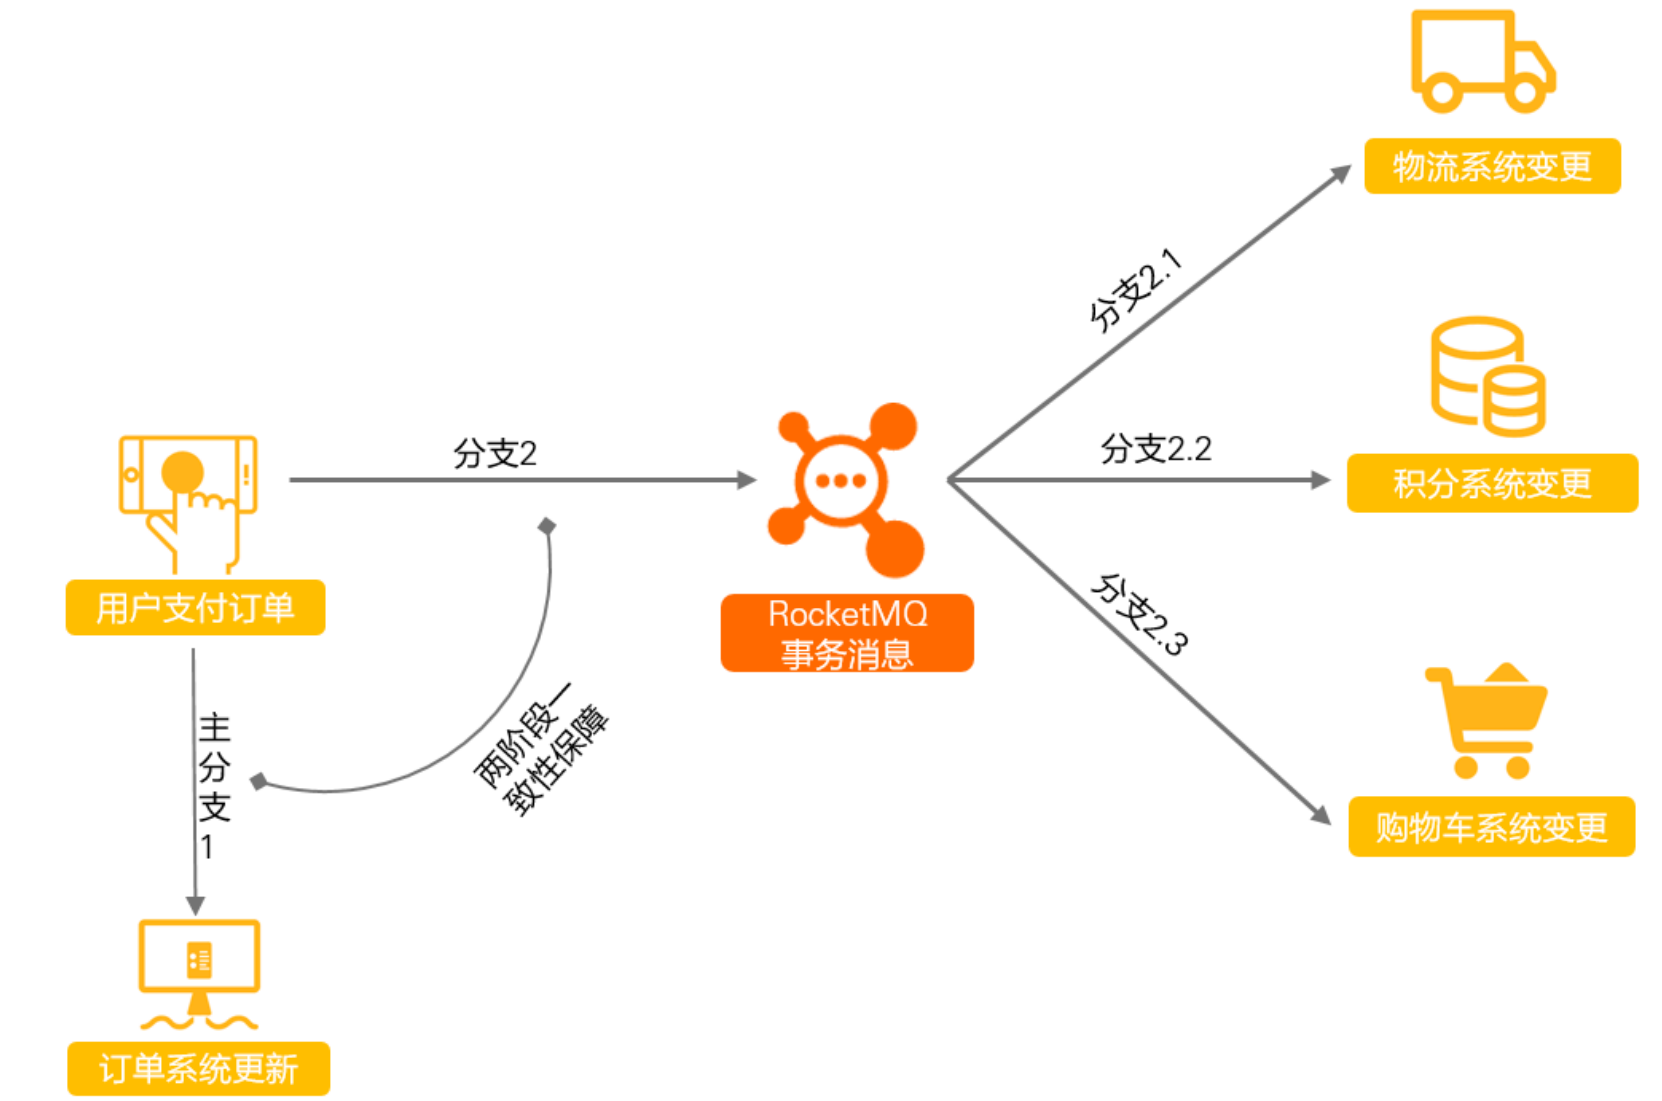 物流系统变更
分支2.1
分支2
分支2.2
积分系统变更
用户支付订单
RocketMQ
事务消息
分支2.3
主
分
支
1
两阶段一
致性保障
购物车系统变更
订单系统更新